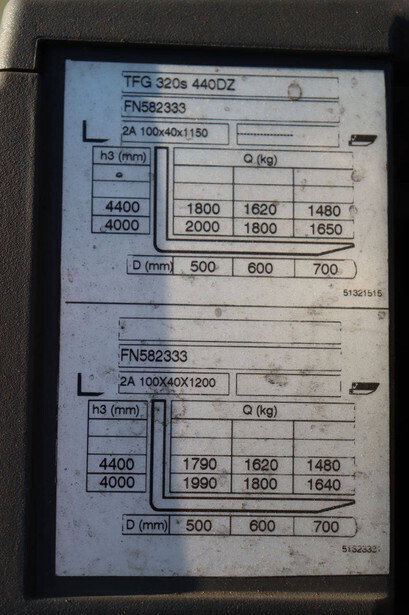 TFG 320s 440DZ
FN582333
2A 100x40x1150 --------------
h3 (mm) Q (kg)
4400 1800 1620 1480
4000 2000 1800 1650
D (mm) 500 600 700
51321515
FN582333
2A 100X40X1200
h3 (mm) Q (kg)
4400 1790 1620 1480
4000 1990 1800 1640
D (mm) 500 600 700